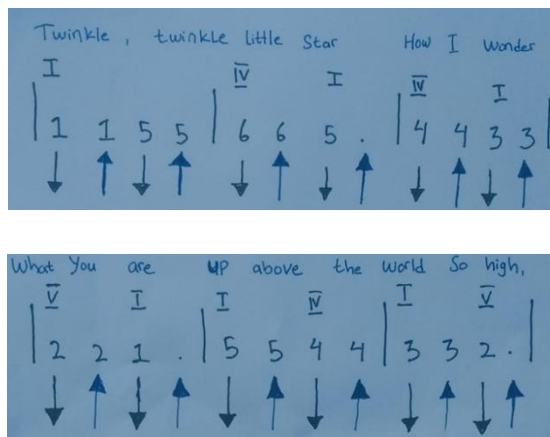 Twinkle, twinkle little Star How I Wonder
I IV I IV I
| 1 1 5 5 | 6 6 5 . | 4 4 3 3 |
What You are up above the world So high,
V I I IV I V
| 2 2 1 . | 5 5 4 4 | 3 3 2 . |